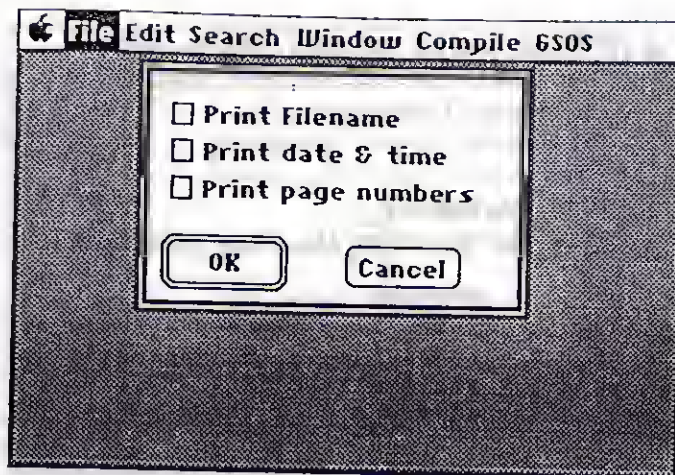 File Edit Search Window Compile GSOS
Print Filename
Print date & time
Print page numbers
OK Cancel